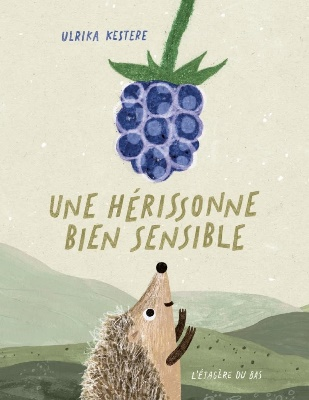 ULRIKA KESTERE
UNE HÉRISSONNE
BIEN SENSIBLE
L'ÉTAGÈRE DU BAS